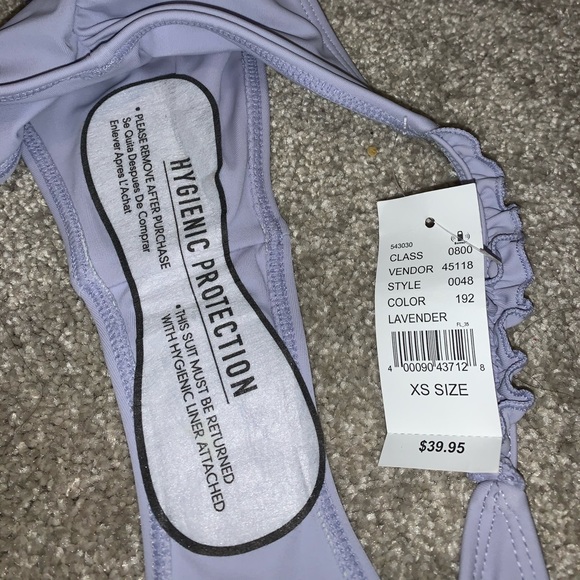 HYGIENIC PROTECTION
*PLEASE REMOVE AFTER PURCHASE
Se Quita Despues De Comprar
Enlever Apres L'Achat
*THIS SUIT MUST BE RETURNED
WITH HYGIENIC LINER ATTACHED
543030
CLASS 0800
VENDOR 45118
STYLE 0048
COLOR 192
LAVENDER
FL_25
4 00090 43712 8
XS SIZE
$39.95